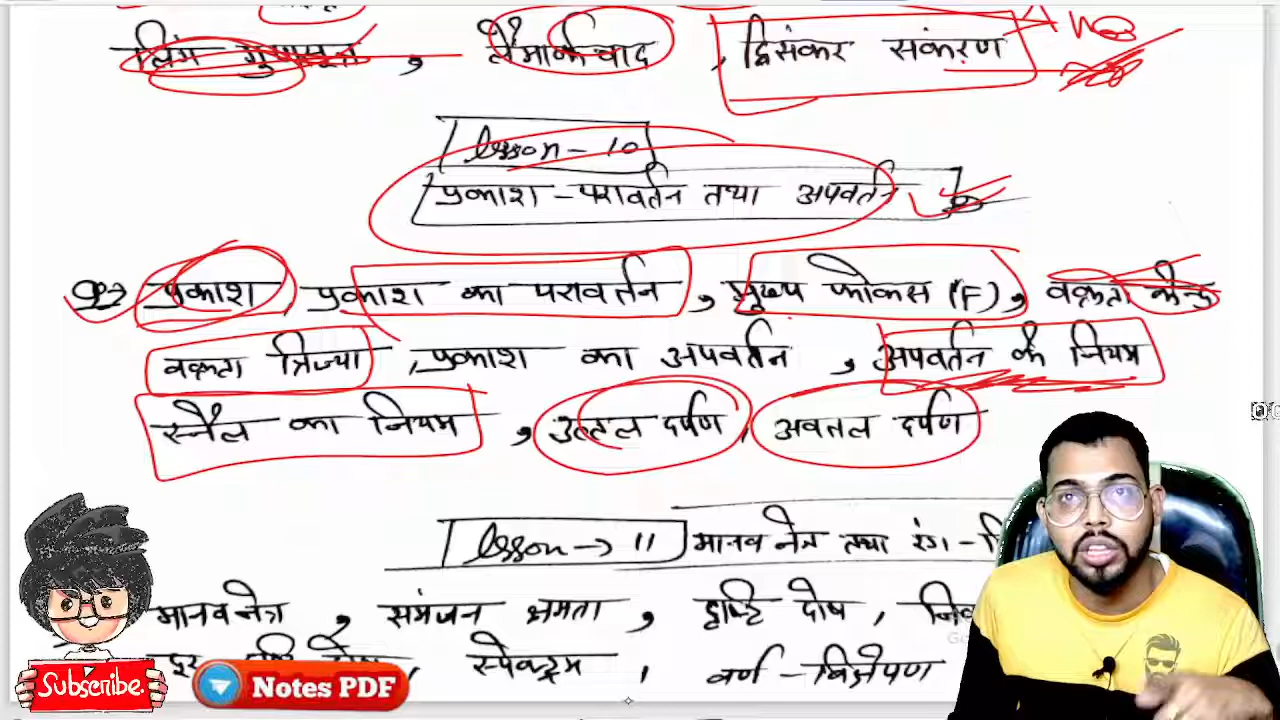 लिंग गुणसूत्र , लैमार्कवाद , द्विसंकर संकरण
lesson - 10
प्रकाश - परावर्तन तथा अपवर्तन
प्रकाश , प्रकाश का परावर्तन , मुख्य फोकस (F) , वक्रता केन्द्र
वक्रता त्रिज्या , प्रकाश का अपवर्तन , अपवर्तन के नियम
स्नैल का नियम , उत्तल दर्पण , अवतल दर्पण
lesson → 11 मानव नेत्र तथा रंग -
मानव नेत्र , समंजन क्षमता , दृष्टि दोष ,
स्पेक्ट्रम , वर्ण - विक्षेपण
Subscribe.
Notes PDF